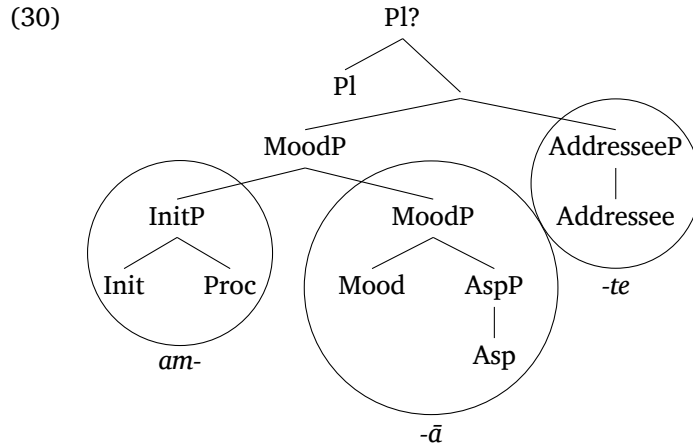 (30)
Pl?
Pl
MoodP AddresseeP
InitP MoodP Addressee
Init Proc Mood AspP -te
am- Asp
-ā